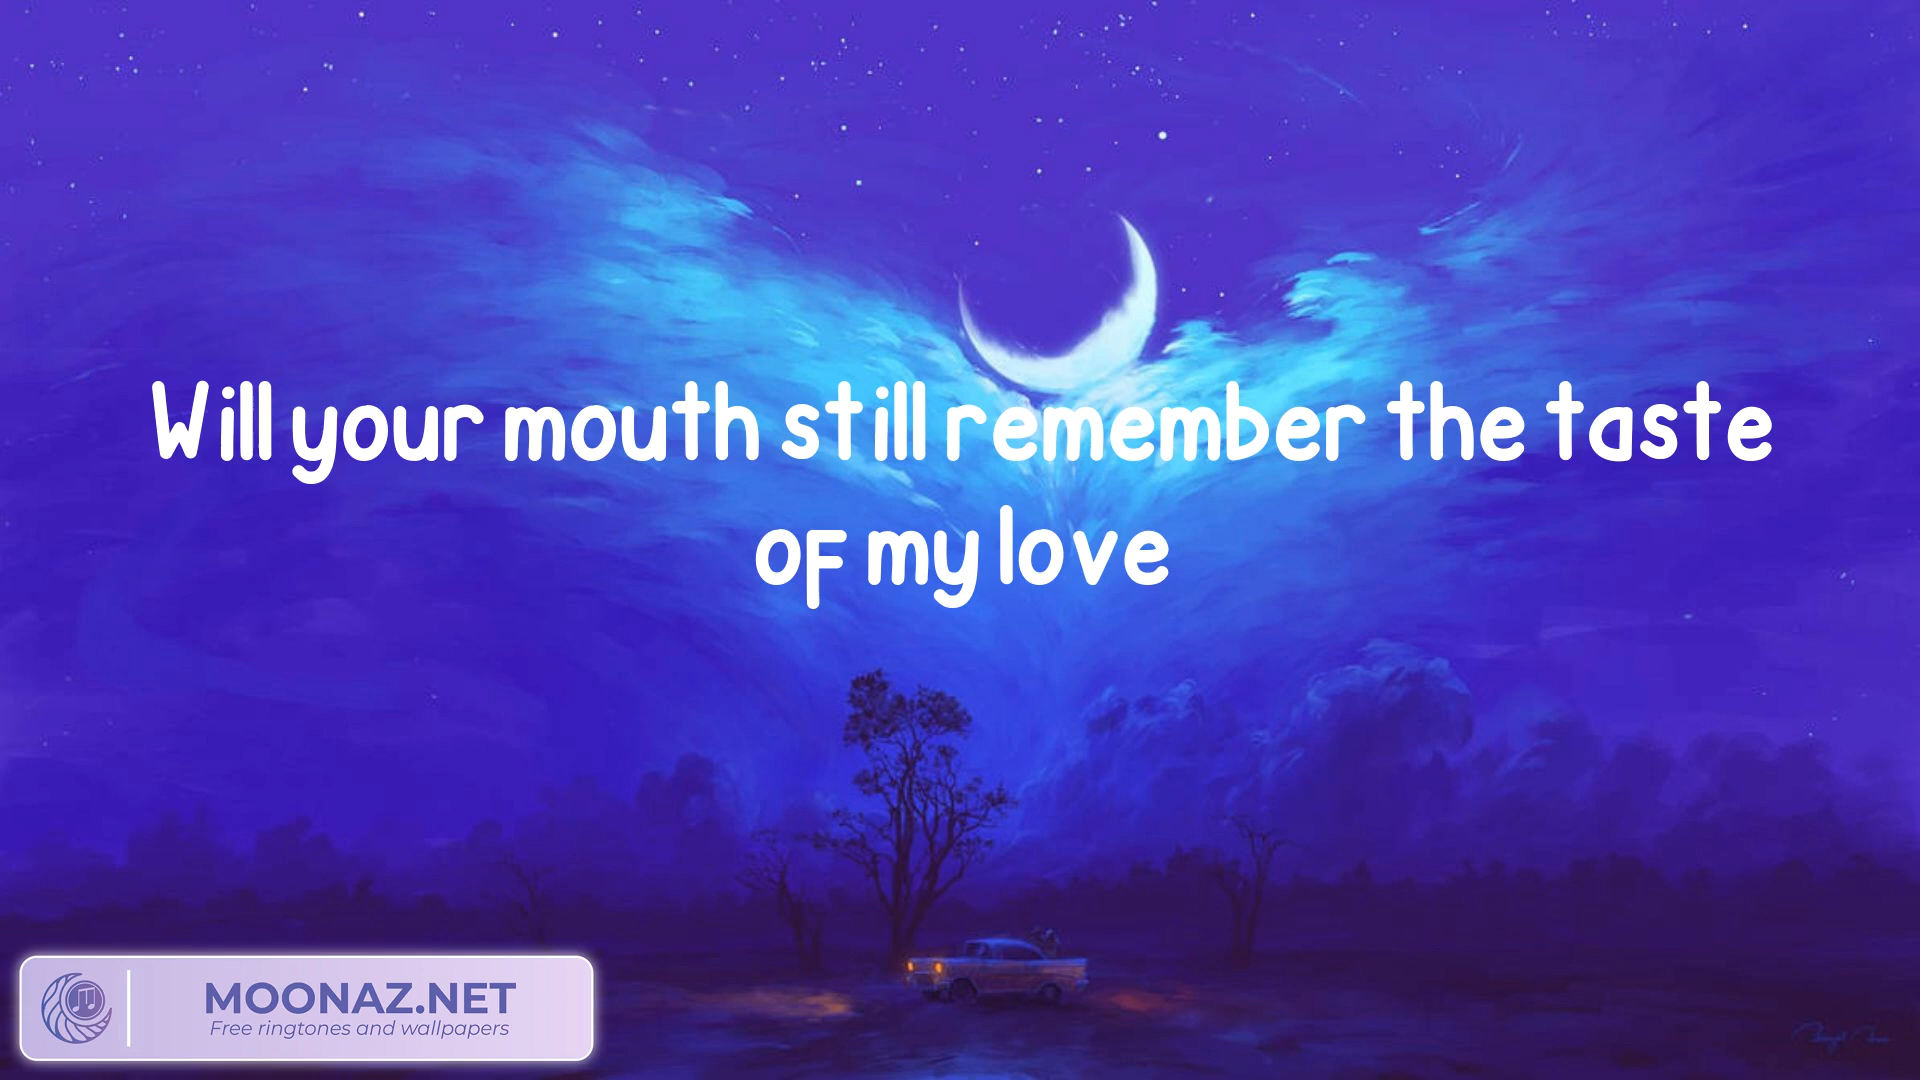 Will your mouth still remember the taste
of my love
MOONAZ.NET
Free ringtones and wallpapers